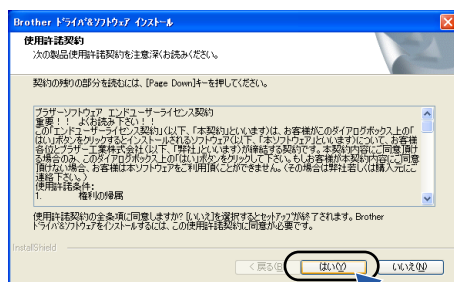 Brother ﾄﾞﾗｲﾊﾞ&ｿﾌﾄｳｪｱ ｲﾝｽﾄｰﾙ
使用許諾契約
次の製品使用許諾契約を注意深くお読みください。
契約の残りの部分を読むには、[Page Down]キーを押してください。
ブラザーソフトウェア エンドユーザーライセンス契約
重要！！ よくお読み下さい！！
この「エンドユーザーライセンス契約」(以下、「本契約」といいます)は、お客様がこのダイアログボックス上の「
はい」ボタンをクリックするとインストールされるソフトウェア(以下、「本ソフトウェア」といいます)について、お客様
各位とブラザー工業株式会社(以下、「弊社」といいます)が締結する契約です。本契約内容にご同意頂け
る場合のみ、このダイアログボックス上の「はい」ボタンをクリックして下さい。もしお客様が本契約内容にご同意
頂けない場合、お客様は本ソフトウェアをご利用頂くことができません。(その場合は弊社若しくは購入元にご
連絡下さい。)
使用許諾条件:
1. 権利の帰属
使用許諾契約の全条項に同意しますか? [いいえ]を選択するとセットアップが終了されます。Brother
ﾄﾞﾗｲﾊﾞ&ｿﾌﾄｳｪｱをインストールするには、この使用許諾契約に同意が必要です。
InstallShield
< 戻る(B) はい(Y) いいえ(N)